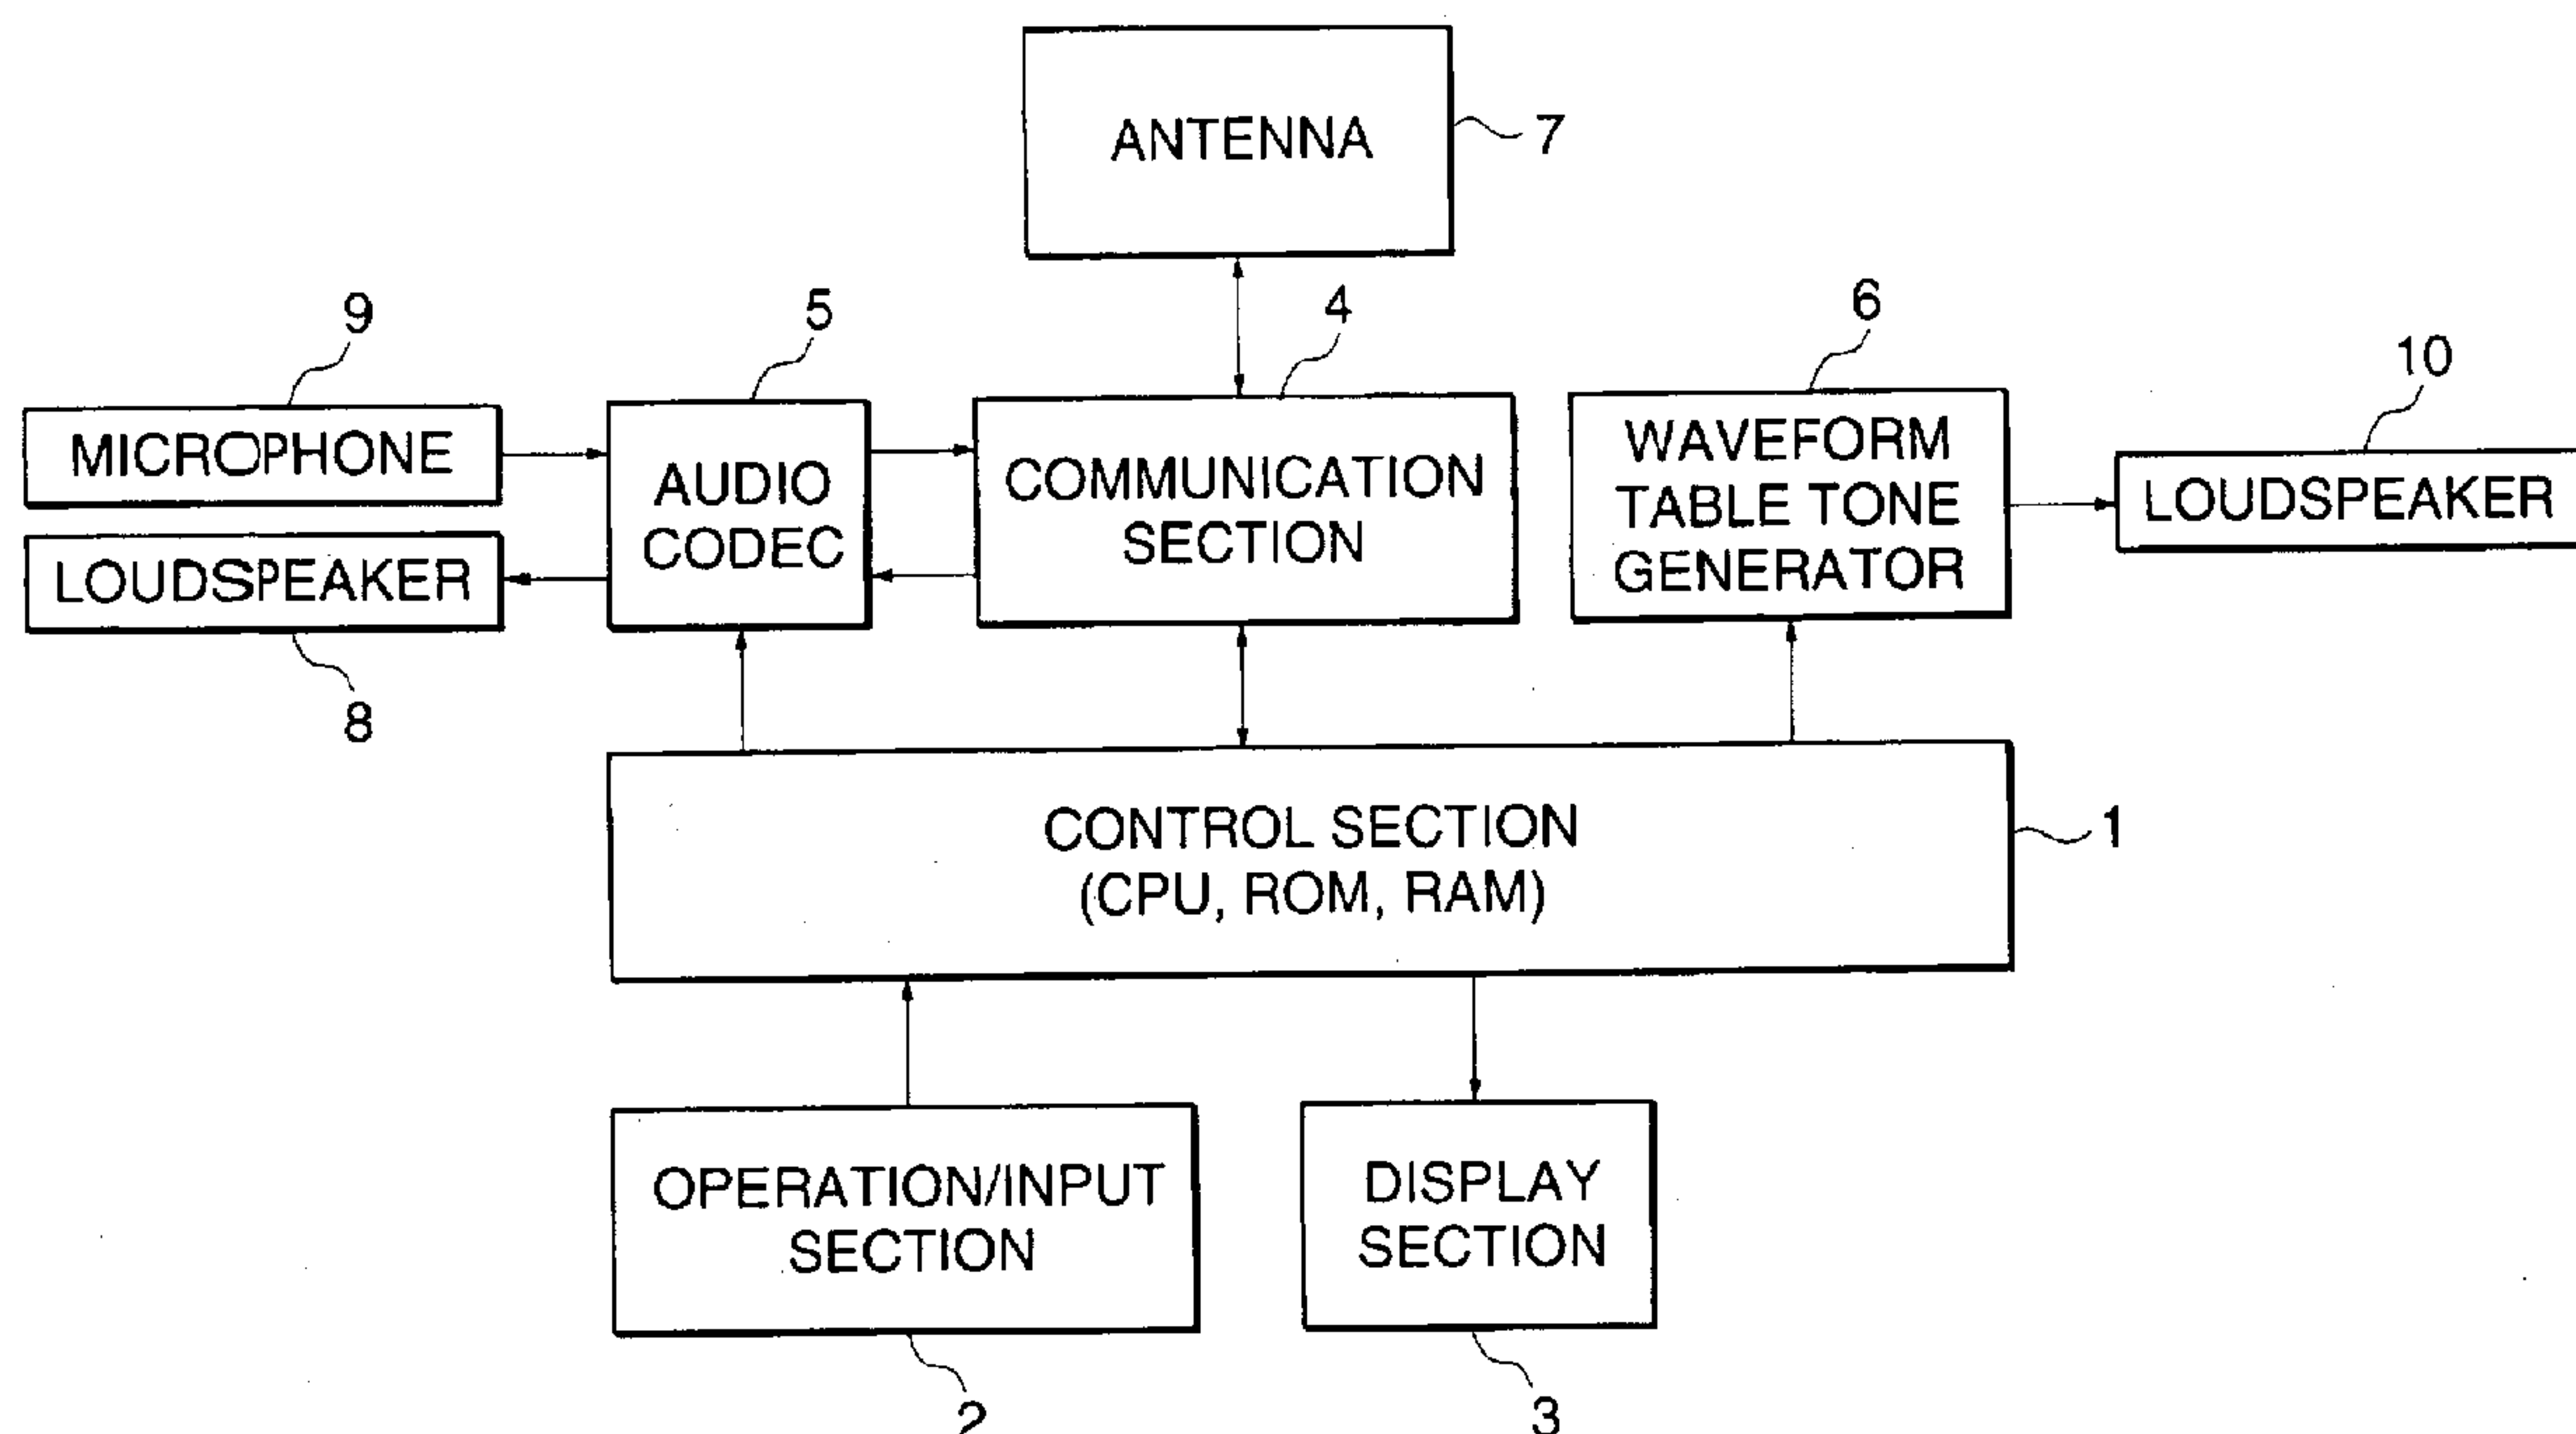 ANTENNA
7
9
5
4
6
10
MICROPHONE
LOUDSPEAKER
8
AUDIO
CODEC
COMMUNICATION
SECTION
WAVEFORM
TABLE TONE
GENERATOR
LOUDSPEAKER
CONTROL SECTION
(CPU, ROM, RAM)
1
OPERATION/INPUT
SECTION
2
DISPLAY
SECTION
3